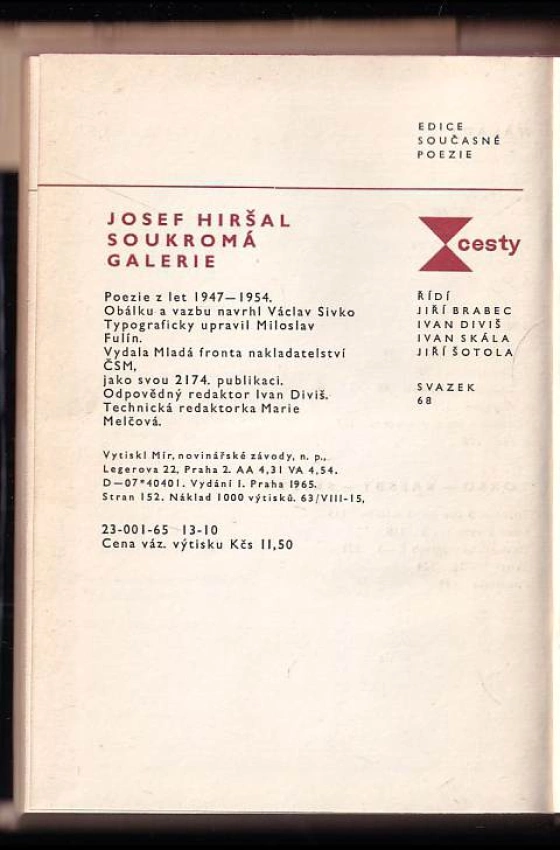 EDICE
SOUČASNÉ
POEZIE
JOSEF HIRŠAL
SOUKROMÁ
GALERIE
Poezie z let 1947—1954.
Obálku a vazbu navrhl Václav Sivko
Typograficky upravil Miloslav
Fulín.
Vydala Mladá fronta nakladatelství
ČSM,
jako svou 2174. publikaci.
Odpovědný redaktor Ivan Diviš.
Technická redaktorka Marie
Melčová.
Vytiskl Mír, novinářské závody, n. p.,
Legerova 22, Praha 2. AA 4,31 VA 4,54.
D—07*40401. Vydání I. Praha 1965.
Stran 152. Náklad 1000 výtisků. 63/VIII-15,
23-001-65 13-10
Cena váz. výtisku Kčs 11,50
cesty
ŘÍDÍ
JIŘÍ BRABEC
IVAN DIVIŠ
IVAN SKÁLA
JIŘÍ ŠOTOLA
SVAZEK
68